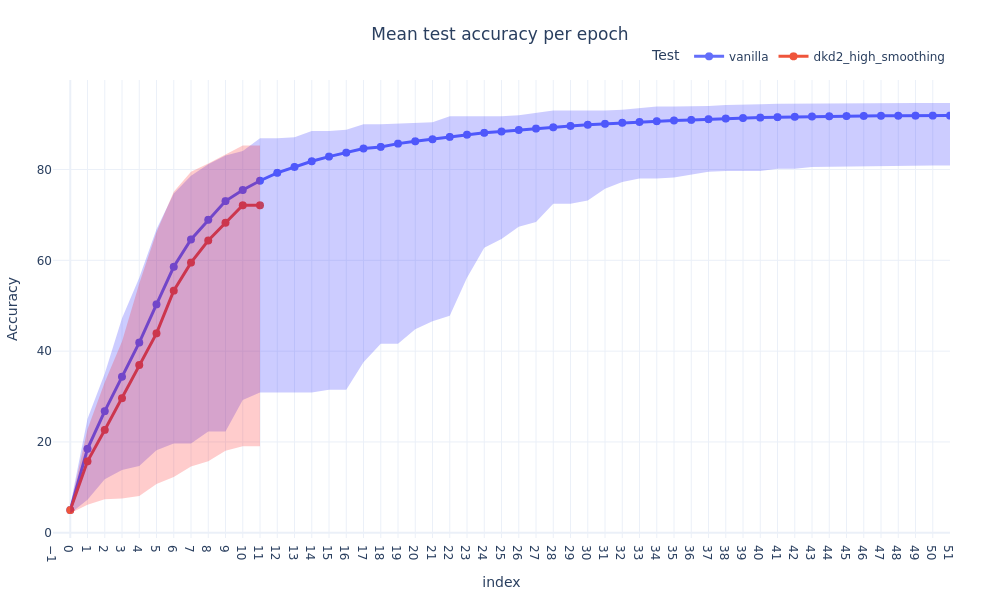 Mean test accuracy per epoch
Test vanilla dkd2_high_smoothing
Accuracy
80
60
40
20
0
−1 0 1 2 3 4 5 6 7 8 9 10 11 12 13 14 15 16 17 18 19 20 21 22 23 24 25 26 27 28 29 30 31 32 33 34 35 36 37 38 39 40 41 42 43 44 45 46 47 48 49 50 51
index